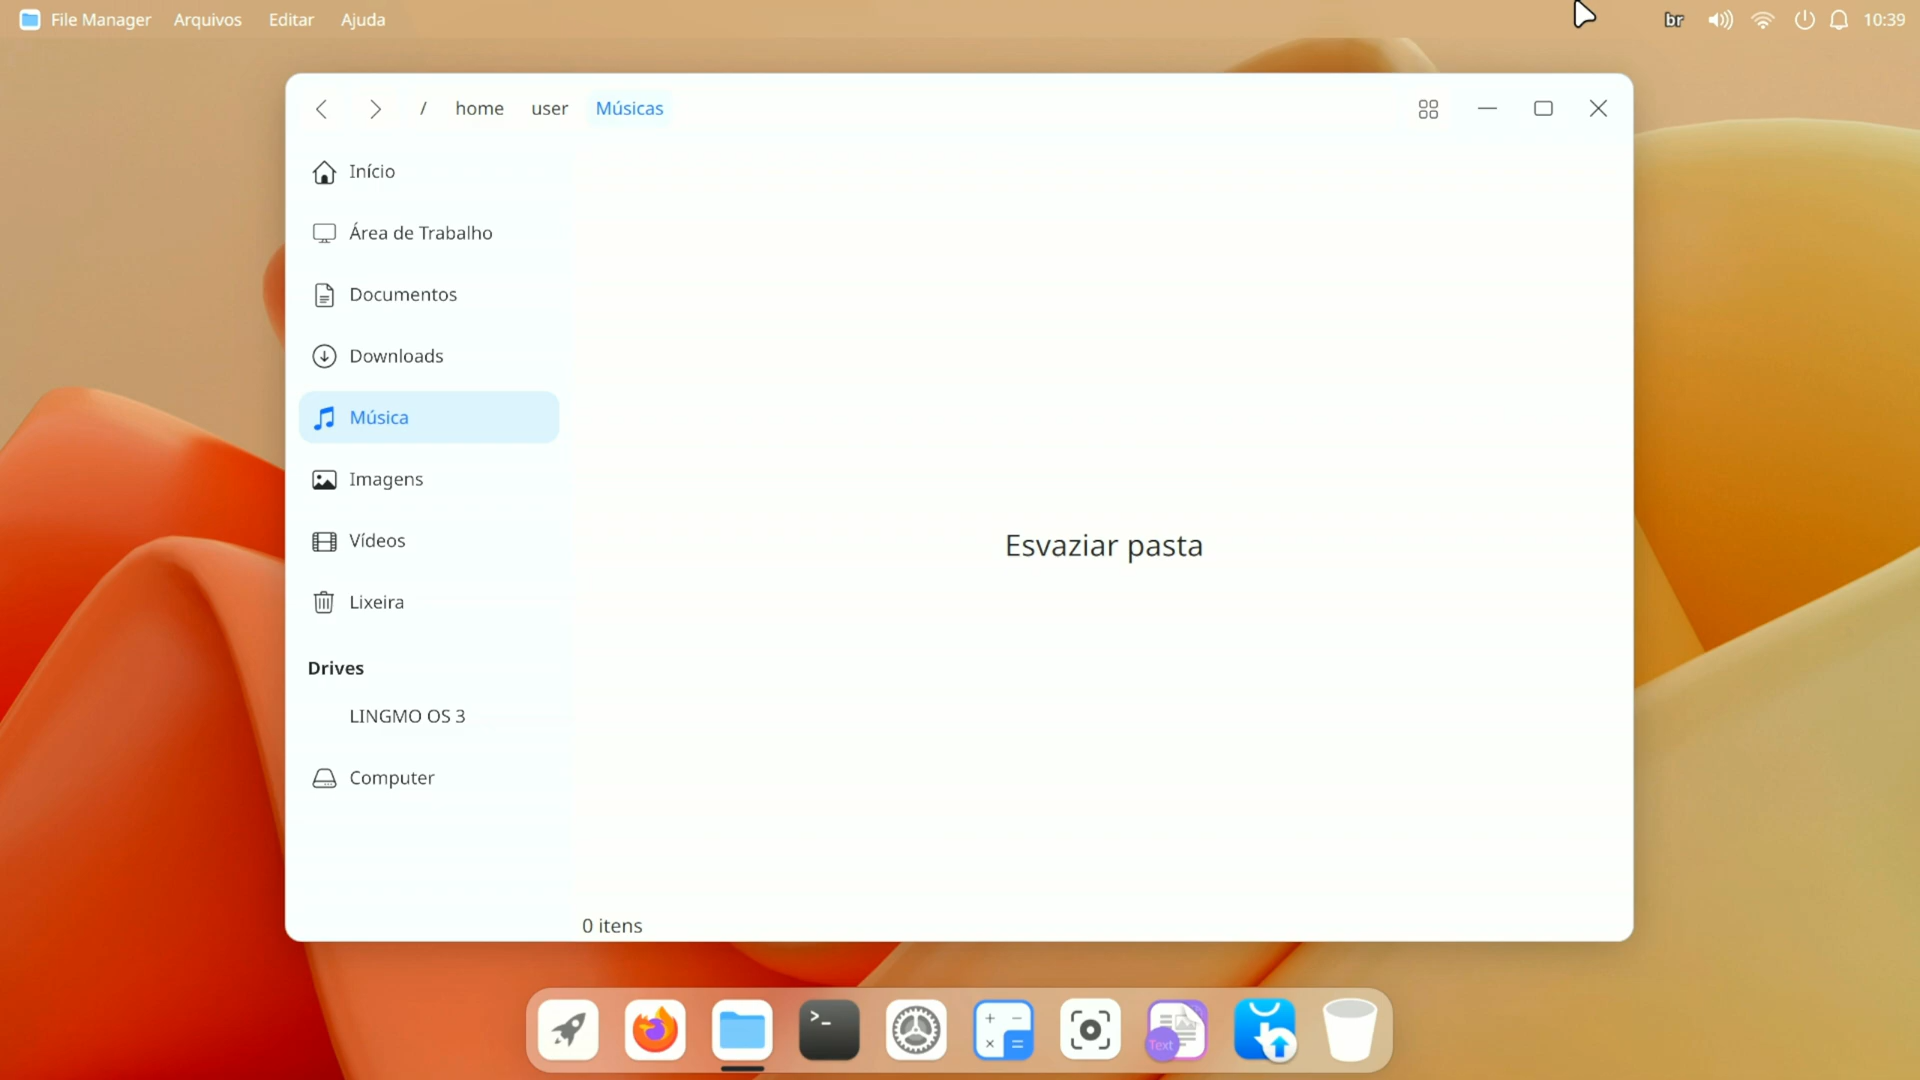 File Manager Arquivos Editar Ajuda br 10:39
/ home user Músicas
Início
Área de Trabalho
Documentos
Downloads
Música
Imagens
Vídeos
Lixeira
Drives
LINGMO OS 3
Computer
Esvaziar pasta
0 itens
>_
+ − × =
Text